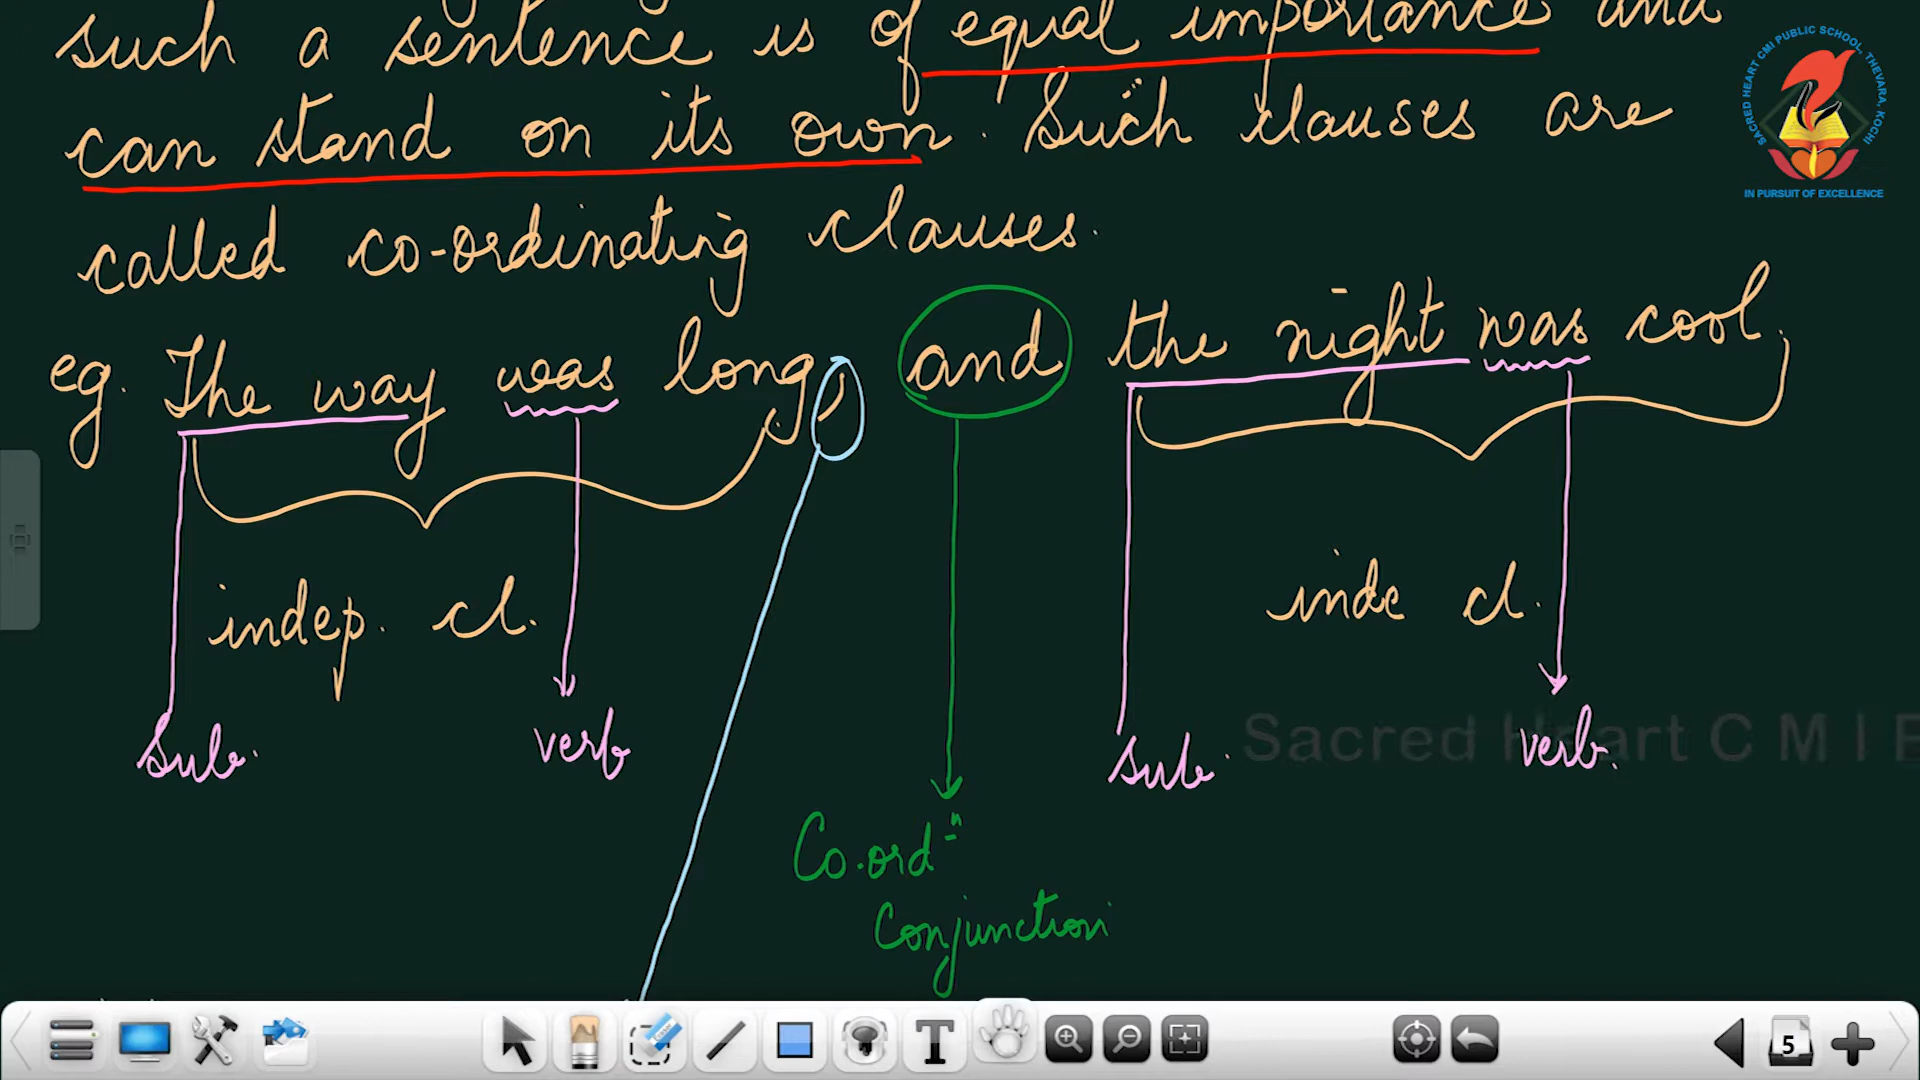 such a sentence is of equal importance and
can stand on its own. Such clauses are
called co-ordinating clauses.
eg. The way was long, and the night was cool.
indep. cl. inde cl.
Sub. verb Sub. verb.
Co.ord"
Conjunction
SACRED HEART CMI PUBLIC SCHOOL, THEVARA, KOCHI
IN PURSUIT OF EXCELLENCE
Sacred Heart C M I
T
5